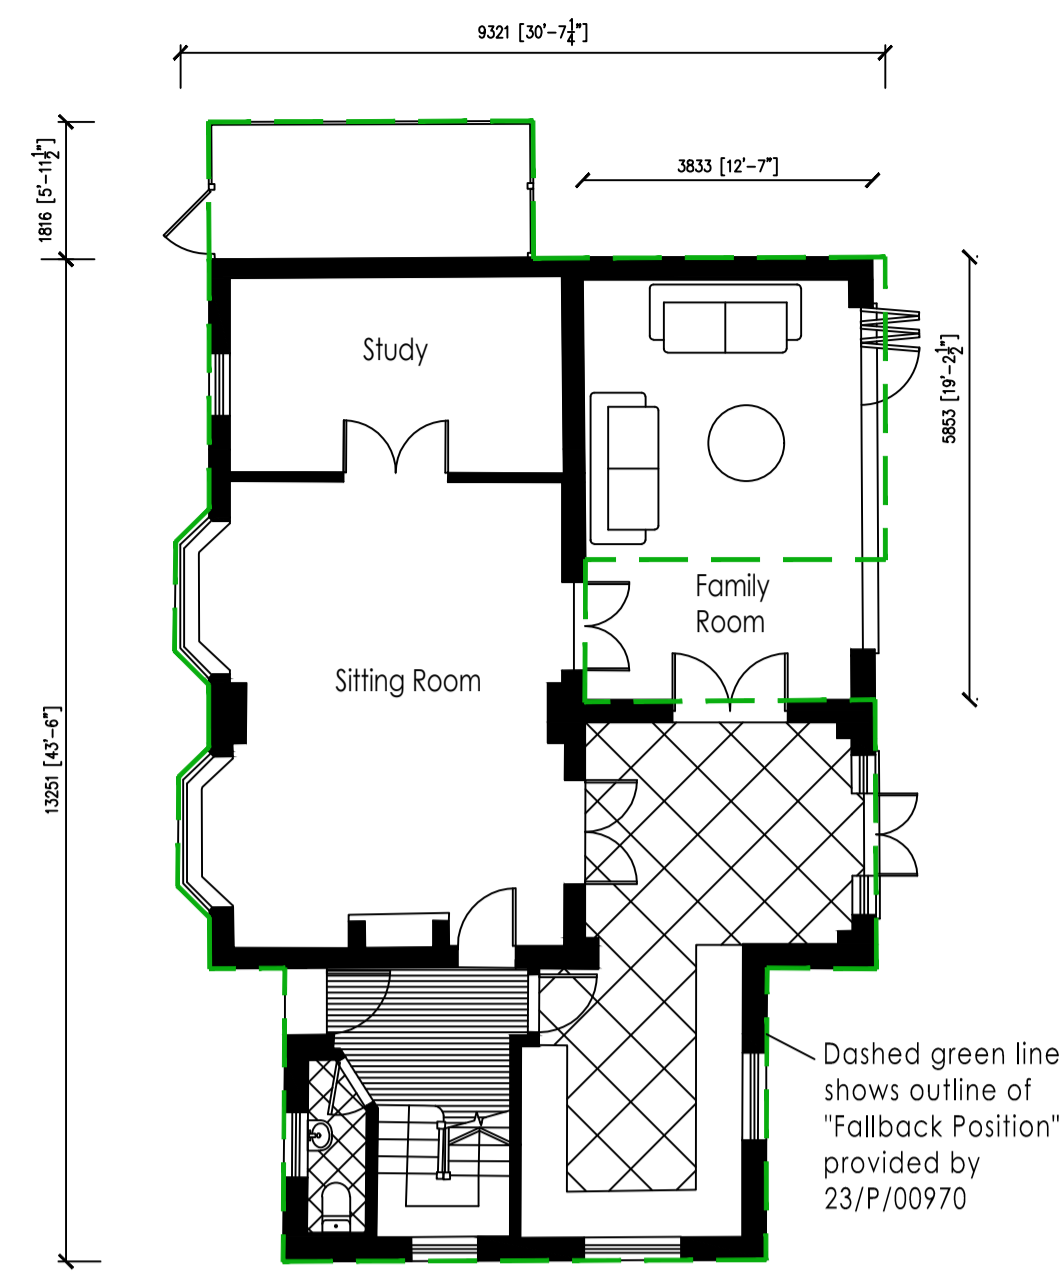 9321 [30'-7¼"]
1816 [5'-11½"]
3833 [12'-7"]
Study
5853 [19'-2½"]
Family
Room
Sitting Room
13251 [43'-6"]
Dashed green line
shows outline of
"Fallback Position"
provided by
23/P/00970